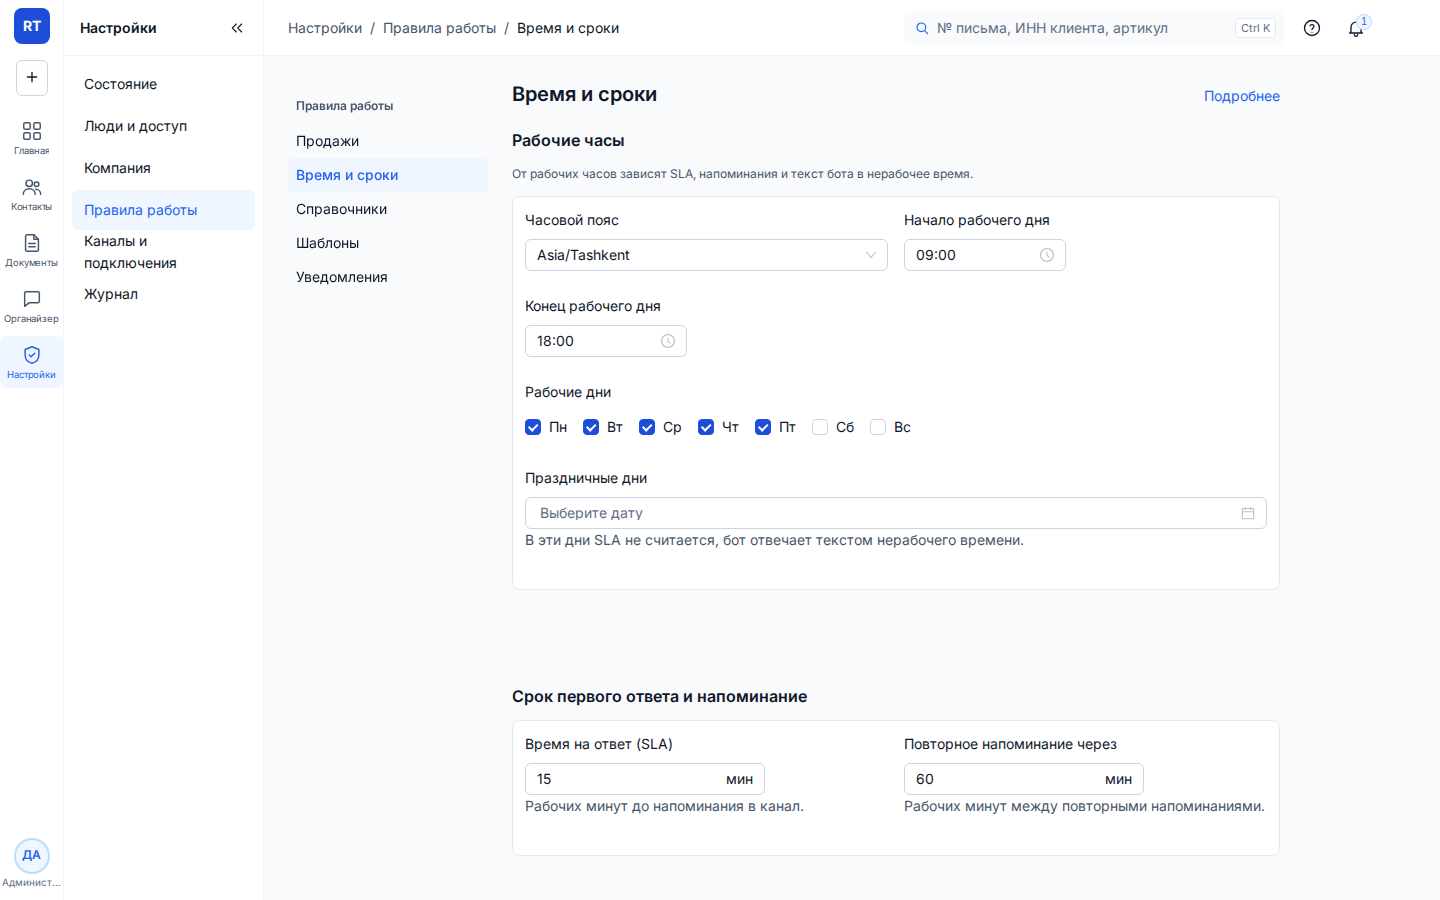 RT
Настройки
Настройки / Правила работы / Время и сроки
№ письма, ИНН клиента, артикул
Ctrl K
1
Главная
Контакты
Документы
Органайзер
Настройки
ДА
Админист...
Состояние
Люди и доступ
Компания
Правила работы
Каналы и
подключения
Журнал
Правила работы
Продажи
Время и сроки
Справочники
Шаблоны
Уведомления
Время и сроки
Подробнее
Рабочие часы
От рабочих часов зависят SLA, напоминания и текст бота в нерабочее время.
Часовой пояс
Начало рабочего дня
Asia/Tashkent
09:00
Конец рабочего дня
18:00
Рабочие дни
Пн Вт Ср Чт Пт Сб Вс
Праздничные дни
Выберите дату
В эти дни SLA не считается, бот отвечает текстом нерабочего времени.
Срок первого ответа и напоминание
Время на ответ (SLA)
Повторное напоминание через
15 мин
60 мин
Рабочих минут до напоминания в канал.
Рабочих минут между повторными напоминаниями.